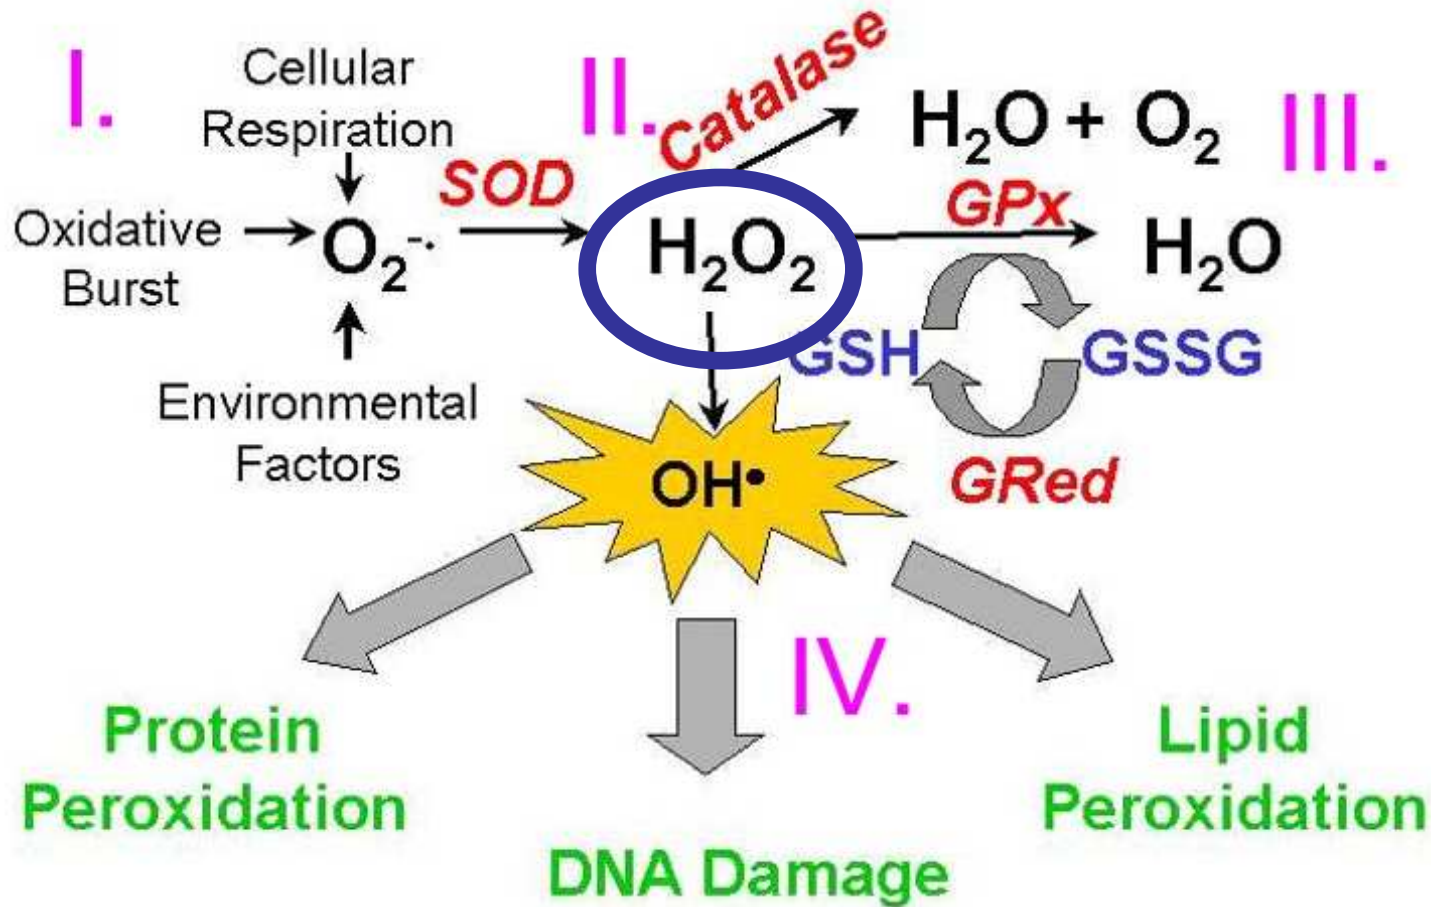 I.
Cellular
Respiration
II.
Catalase
H₂O + O₂
III.
SOD
GPx
Oxidative
Burst
O₂⁻·
H₂O₂
H₂O
GSH
GSSG
Environmental
Factors
OH•
GRed
IV.
Protein
Peroxidation
Lipid
Peroxidation
DNA Damage